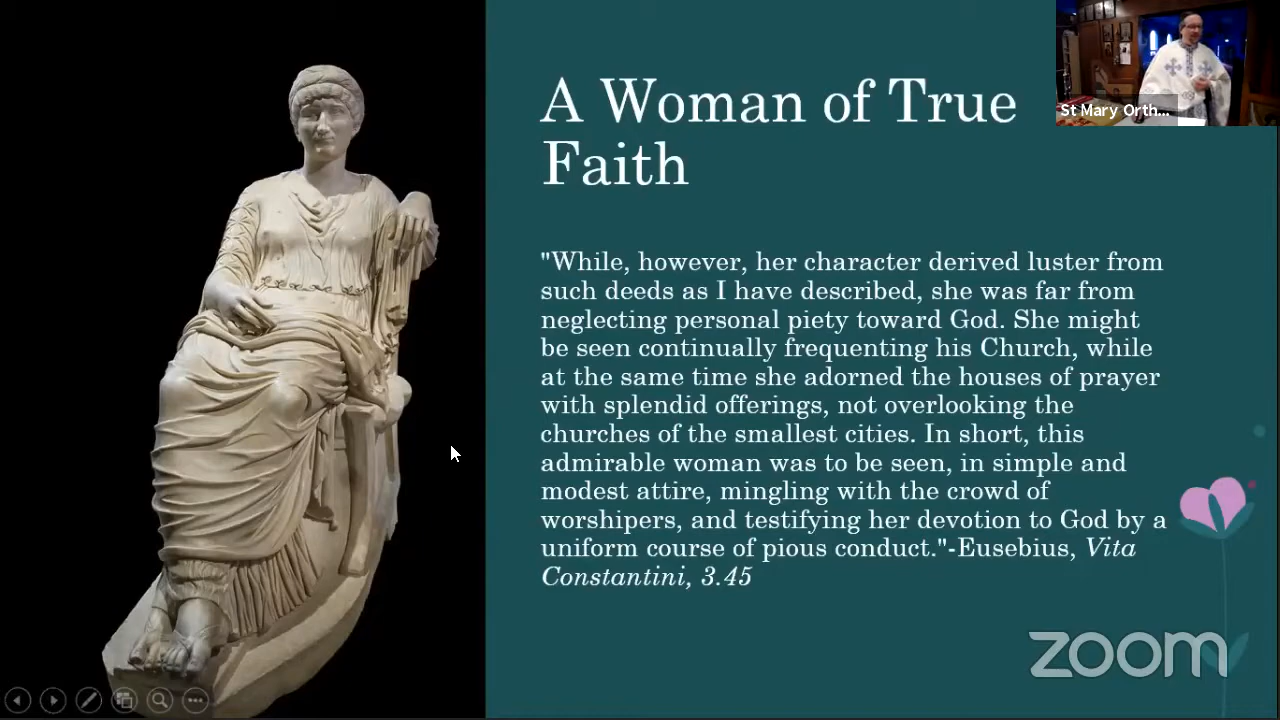 A Woman of True
Faith
St Mary Orth...
"While, however, her character derived luster from
such deeds as I have described, she was far from
neglecting personal piety toward God. She might
be seen continually frequenting his Church, while
at the same time she adorned the houses of prayer
with splendid offerings, not overlooking the
churches of the smallest cities. In short, this
admirable woman was to be seen, in simple and
modest attire, mingling with the crowd of
worshipers, and testifying her devotion to God by a
uniform course of pious conduct."-Eusebius, Vita
Constantini, 3.45
zoom